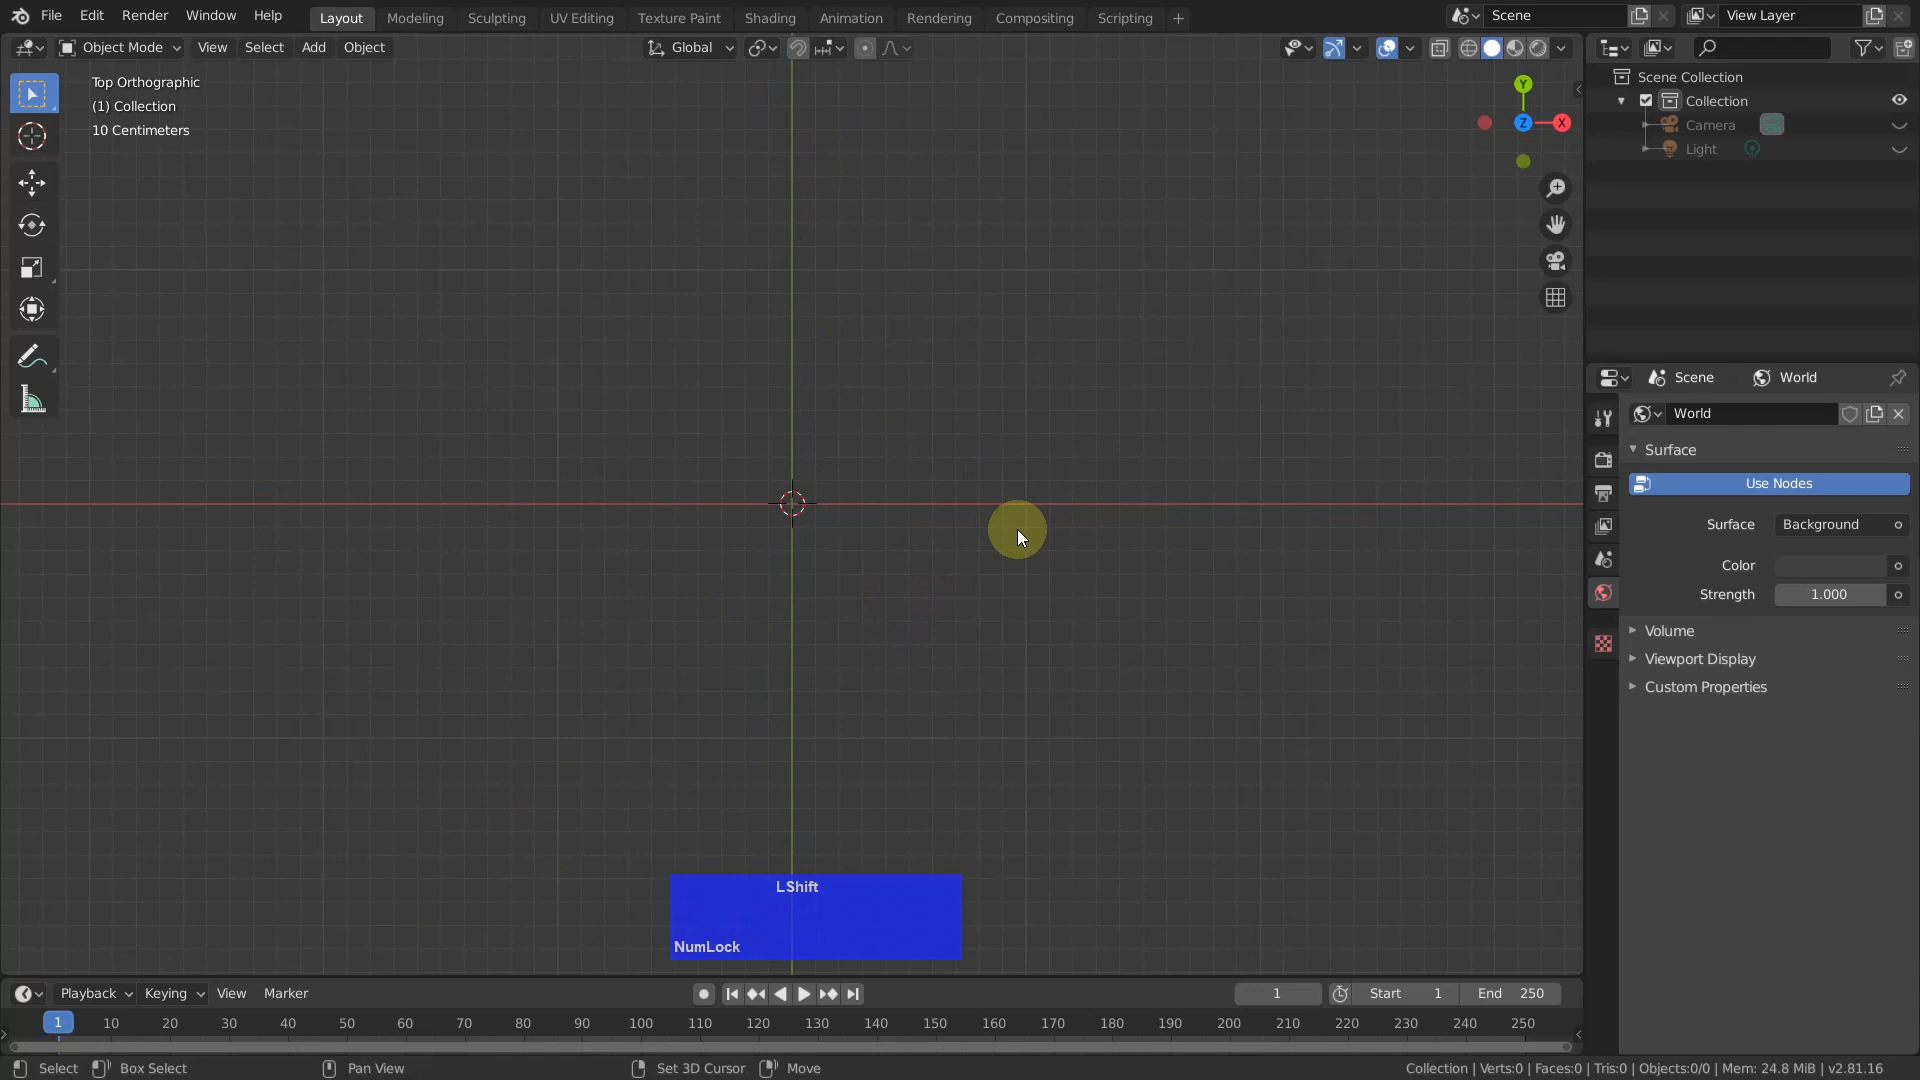 File Edit Render Window Help Layout Modeling Sculpting UV Editing Texture Paint Shading Animation Rendering Compositing Scripting + Scene View Layer
Object Mode View Select Add Object Global
Top Orthographic
(1) Collection
10 Centimeters
Y
Z
X
Scene Collection
Collection
Camera
Light
Scene World
World
Surface
Use Nodes
Surface Background
Color
Strength 1.000
Volume
Viewport Display
Custom Properties
LShift
NumLock
Playback Keying View Marker 1 Start 1 End 250
1 10 20 30 40 50 60 70 80 90 100 110 120 130 140 150 160 170 180 190 200 210 220 230 240 250
Select Box Select Pan View Set 3D Cursor Move Collection | Verts:0 | Faces:0 | Tris:0 | Objects:0/0 | Mem: 24.8 MiB | v2.81.16